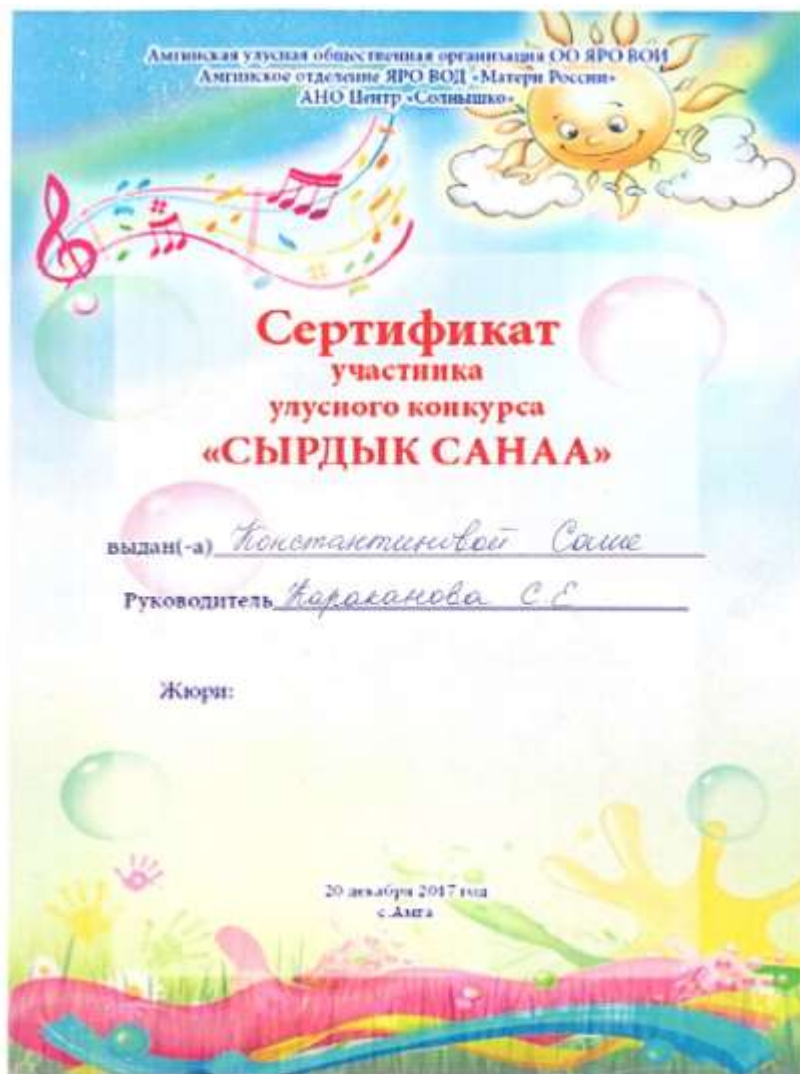 Амгинская улусная общественная организация ОО ЯРО ВОИ
Амгинское отделение ЯРО ВОД «Матери России»
АНО Центр «Солнышко»
Сертификат
участника
улусного конкурса
«СЫРДЫК САНАА»
выдан(-а) Константиновой Саше
Руководитель Караканова С.Е
Жюри:
20 декабря 2017 год
с.Амга